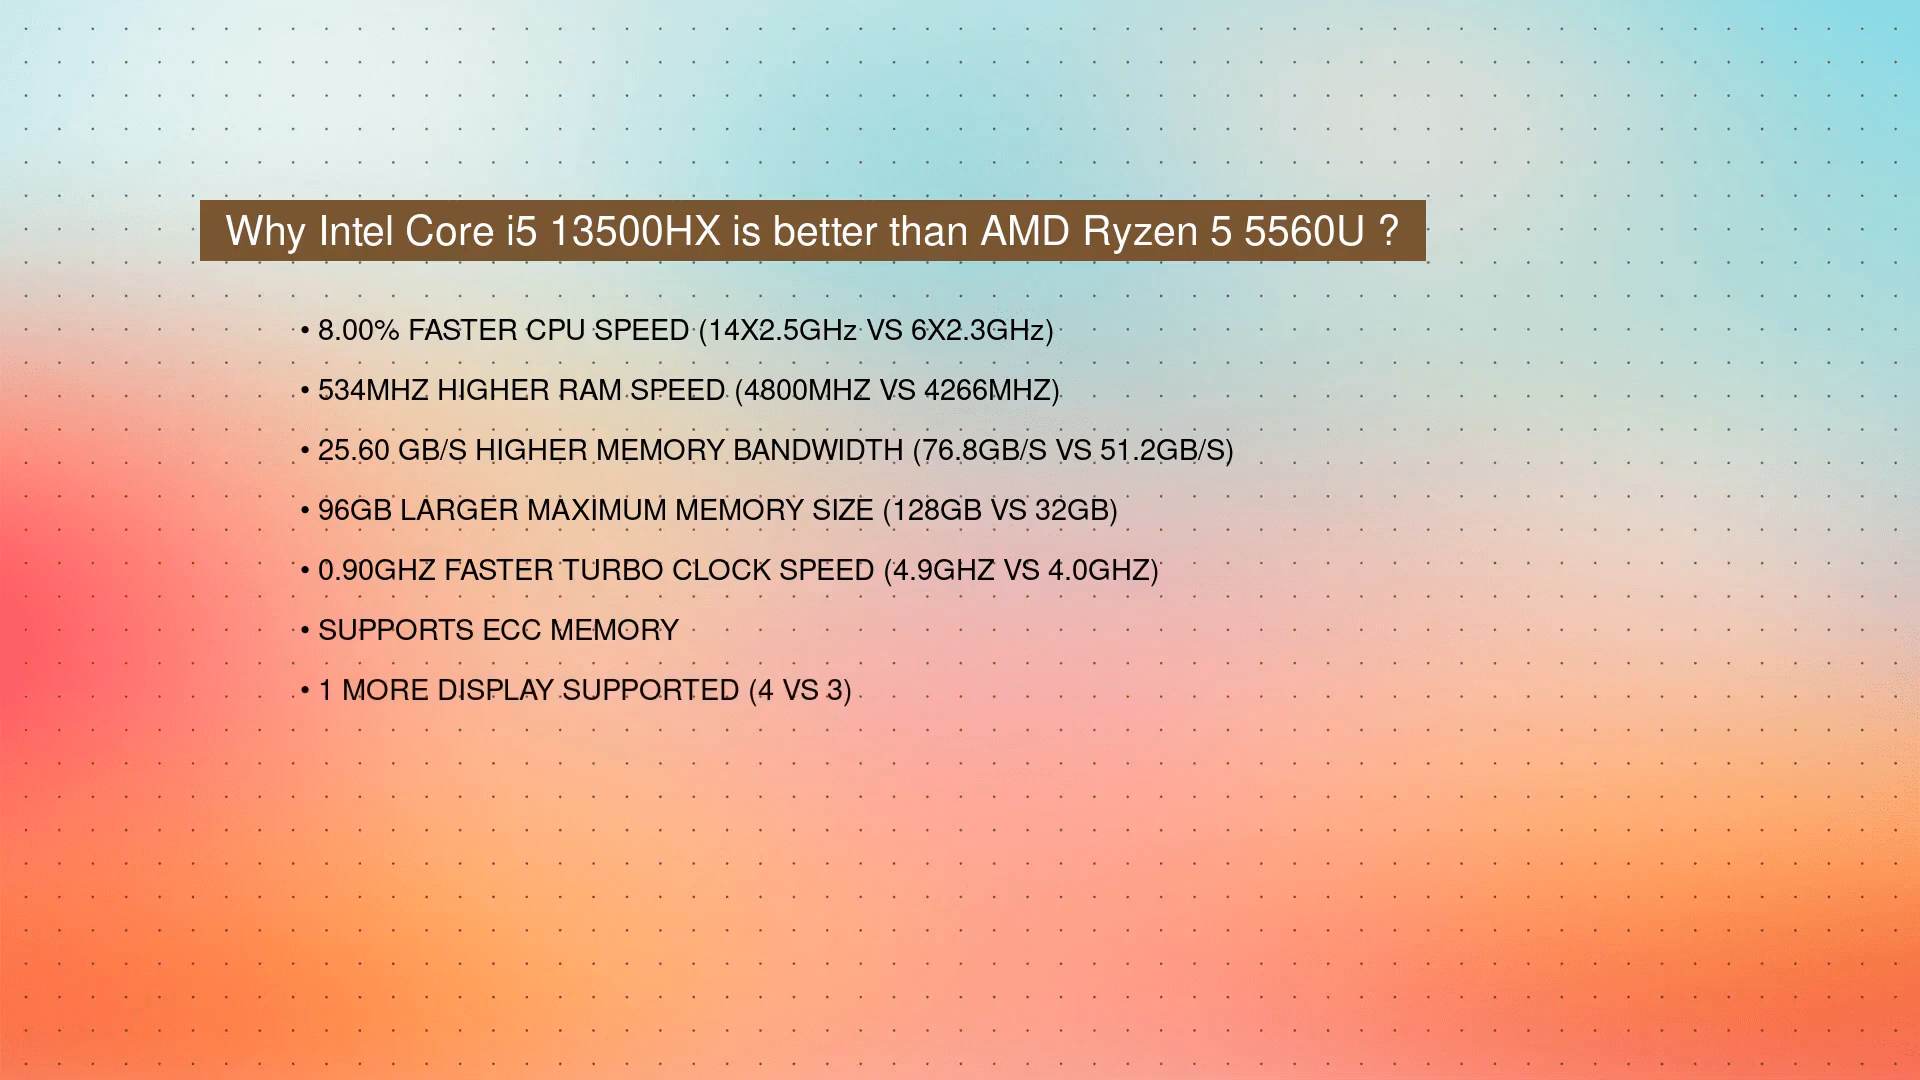 Why Intel Core i5 13500HX is better than AMD Ryzen 5 5560U ?
• 8.00% FASTER CPU SPEED (14X2.5GHz VS 6X2.3GHz)
• 534MHZ HIGHER RAM SPEED (4800MHZ VS 4266MHZ)
• 25.60 GB/S HIGHER MEMORY BANDWIDTH (76.8GB/S VS 51.2GB/S)
• 96GB LARGER MAXIMUM MEMORY SIZE (128GB VS 32GB)
• 0.90GHZ FASTER TURBO CLOCK SPEED (4.9GHZ VS 4.0GHZ)
• SUPPORTS ECC MEMORY
• 1 MORE DISPLAY SUPPORTED (4 VS 3)